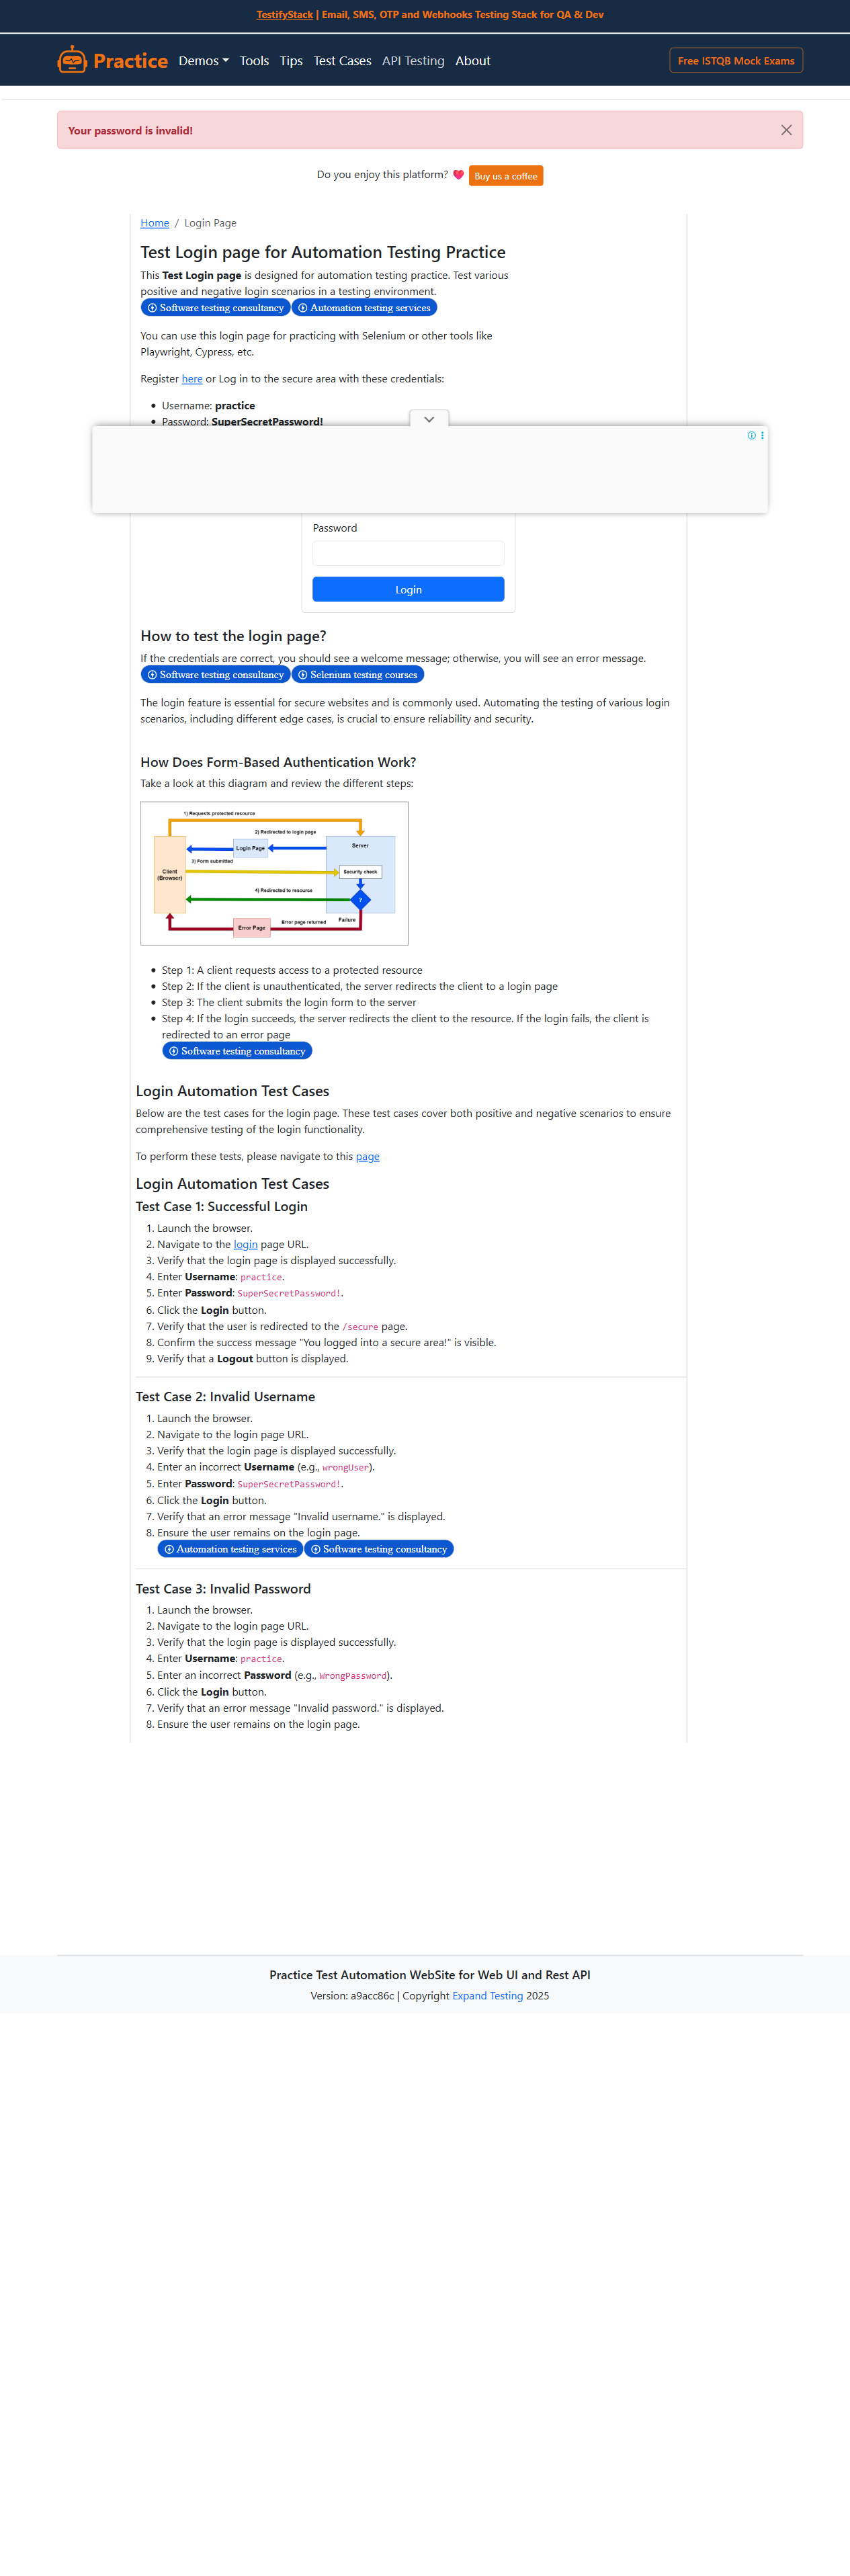 TestifyStack | Email, SMS, OTP and Webhooks Testing Stack for QA & Dev
Practice Demos Tools Tips Test Cases API Testing About Free ISTQB Mock Exams
Your password is invalid!
Do you enjoy this platform? Buy us a coffee
Home / Login Page
Test Login page for Automation Testing Practice
This Test Login page is designed for automation testing practice. Test various
positive and negative login scenarios in a testing environment.
Software testing consultancy Automation testing services
You can use this login page for practicing with Selenium or other tools like
Playwright, Cypress, etc.
Register here or Log in to the secure area with these credentials:
• Username: practice
• Password: SuperSecretPassword!
Password
Login
How to test the login page?
If the credentials are correct, you should see a welcome message; otherwise, you will see an error message.
Software testing consultancy Selenium testing courses
The login feature is essential for secure websites and is commonly used. Automating the testing of various login
scenarios, including different edge cases, is crucial to ensure reliability and security.
How Does Form-Based Authentication Work?
Take a look at this diagram and review the different steps:
1) Requests protected resource
2) Redirected to login page
Server
Login Page
3) Form submitted
Client
(Browser)
Security check
4) Redirected to resource
?
Failure
Error page returned
Error Page
• Step 1: A client requests access to a protected resource
• Step 2: If the client is unauthenticated, the server redirects the client to a login page
• Step 3: The client submits the login form to the server
• Step 4: If the login succeeds, the server redirects the client to the resource. If the login fails, the client is
redirected to an error page
Software testing consultancy
Login Automation Test Cases
Below are the test cases for the login page. These test cases cover both positive and negative scenarios to ensure
comprehensive testing of the login functionality.
To perform these tests, please navigate to this page
Login Automation Test Cases
Test Case 1: Successful Login
1. Launch the browser.
2. Navigate to the login page URL.
3. Verify that the login page is displayed successfully.
4. Enter Username: practice.
5. Enter Password: SuperSecretPassword!.
6. Click the Login button.
7. Verify that the user is redirected to the /secure page.
8. Confirm the success message "You logged into a secure area!" is visible.
9. Verify that a Logout button is displayed.
Test Case 2: Invalid Username
1. Launch the browser.
2. Navigate to the login page URL.
3. Verify that the login page is displayed successfully.
4. Enter an incorrect Username (e.g., wrongUser).
5. Enter Password: SuperSecretPassword!.
6. Click the Login button.
7. Verify that an error message "Invalid username." is displayed.
8. Ensure the user remains on the login page.
Automation testing services Software testing consultancy
Test Case 3: Invalid Password
1. Launch the browser.
2. Navigate to the login page URL.
3. Verify that the login page is displayed successfully.
4. Enter Username: practice.
5. Enter an incorrect Password (e.g., WrongPassword).
6. Click the Login button.
7. Verify that an error message "Invalid password." is displayed.
8. Ensure the user remains on the login page.
Practice Test Automation WebSite for Web UI and Rest API
Version: a9acc86c | Copyright Expand Testing 2025